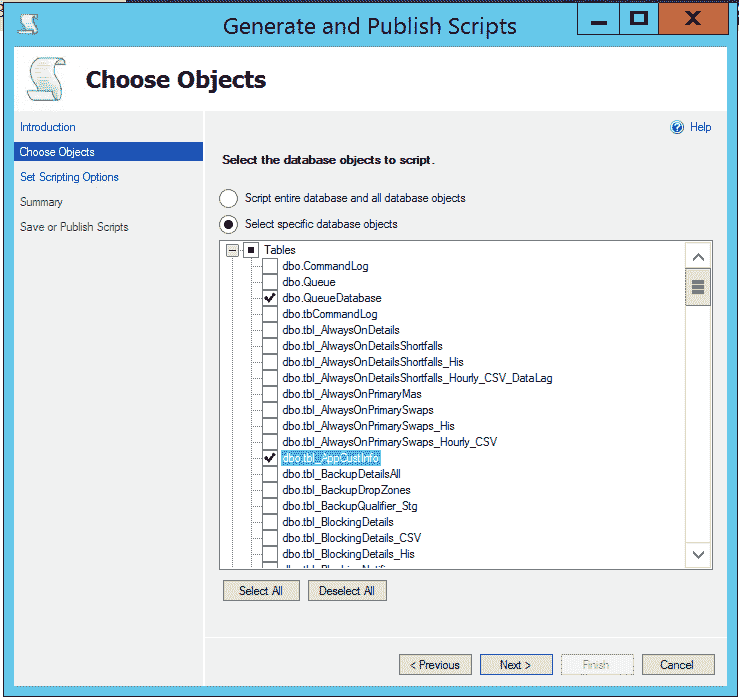 Generate and Publish Scripts
Choose Objects
Introduction
Choose Objects
Set Scripting Options
Summary
Save or Publish Scripts
Help
Select the database objects to script.
Script entire database and all database objects
Select specific database objects
Tables
dbo.CommandLog
dbo.Queue
dbo.QueueDatabase
dbo.tbCommandLog
dbo.tbl_AlwaysOnDetails
dbo.tbl_AlwaysOnDetailsShortfalls
dbo.tbl_AlwaysOnDetailsShortfalls_His
dbo.tbl_AlwaysOnDetailsShortfalls_Hourly_CSV_DataLag
dbo.tbl_AlwaysOnPrimaryMas
dbo.tbl_AlwaysOnPrimarySwaps
dbo.tbl_AlwaysOnPrimarySwaps_His
dbo.tbl_AlwaysOnPrimarySwaps_Hourly_CSV
dbo.tbl_AppCustInfo
dbo.tbl_BackupDetailsAll
dbo.tbl_BackupDropZones
dbo.tbl_BackupQualifier_Stg
dbo.tbl_BlockingDetails
dbo.tbl_BlockingDetails_CSV
dbo.tbl_BlockingDetails_His
Select All
Deselect All
< Previous
Next >
Finish
Cancel